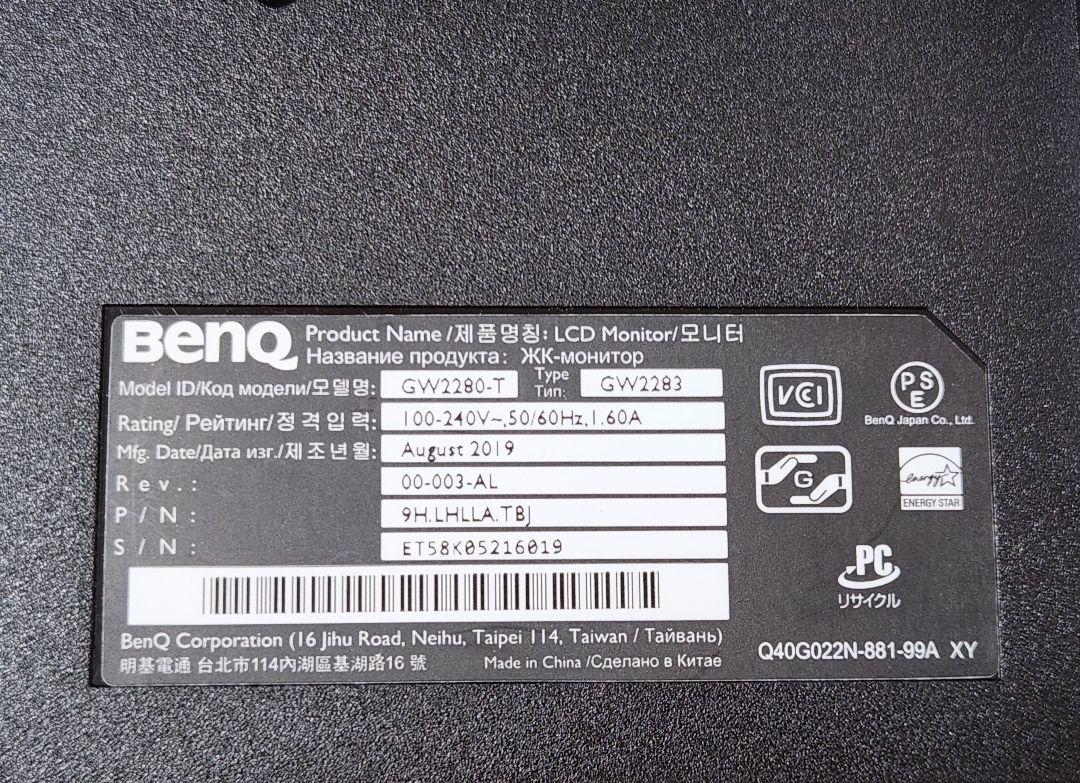 BenQ
Product Name/제품명칭: LCD Monitor/모니터
Название продукта: ЖК-монитор
Model ID/Код модели/모델명: GW2280-T Type Тип: GW2283
Rating/ Рейтинг/정격입력: 100-240V~,50/60Hz,1.60A
Mfg. Date/Дата изг./제조년월: August 2019
Rev.: 00-003-AL
P/N: 9H.LHLLA.TBJ
S/N: ET58K05216019
BenQ Corporation (16 Jihu Road, Neihu, Taipei 114, Taiwan / Тайвань)
明基電通 台北市114內湖區基湖路16 號 Made in China /Сделано в Китае
VCI
PSE
BenQ Japan Co., Ltd.
G
energy
ENERGY STAR
PC
リサイクル
Q40G022N-881-99A XY